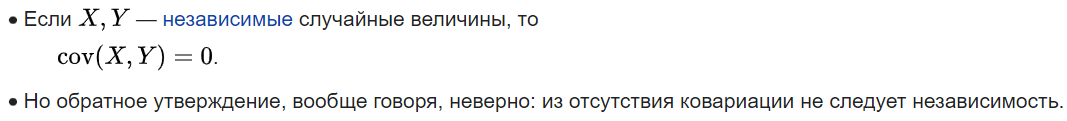 • Если X, Y — независимые случайные величины, то
cov(X, Y) = 0.
• Но обратное утверждение, вообще говоря, неверно: из отсутствия ковариации не следует независимость.